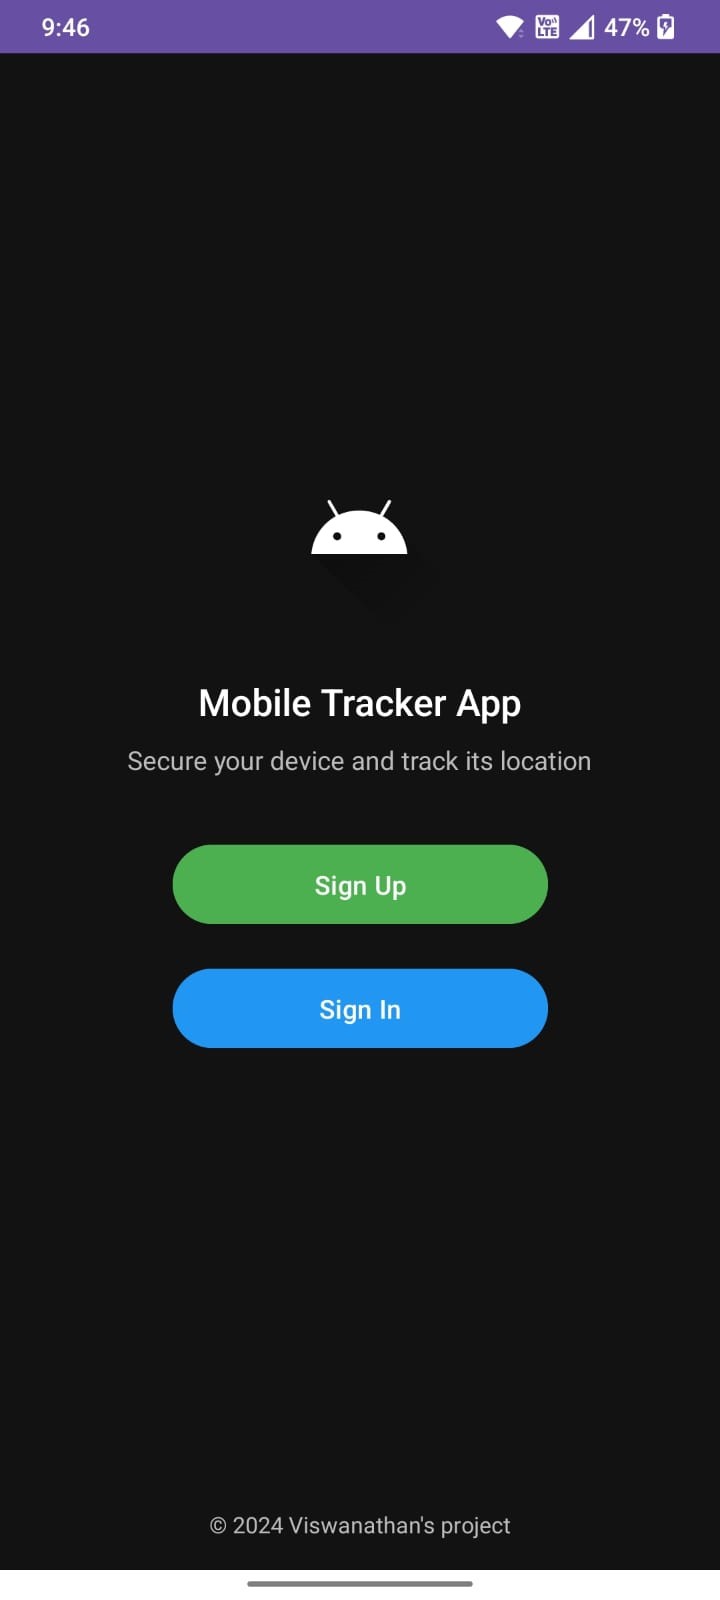 9:46 Vo LTE 47%
Mobile Tracker App
Secure your device and track its location
Sign Up
Sign In
© 2024 Viswanathan's project